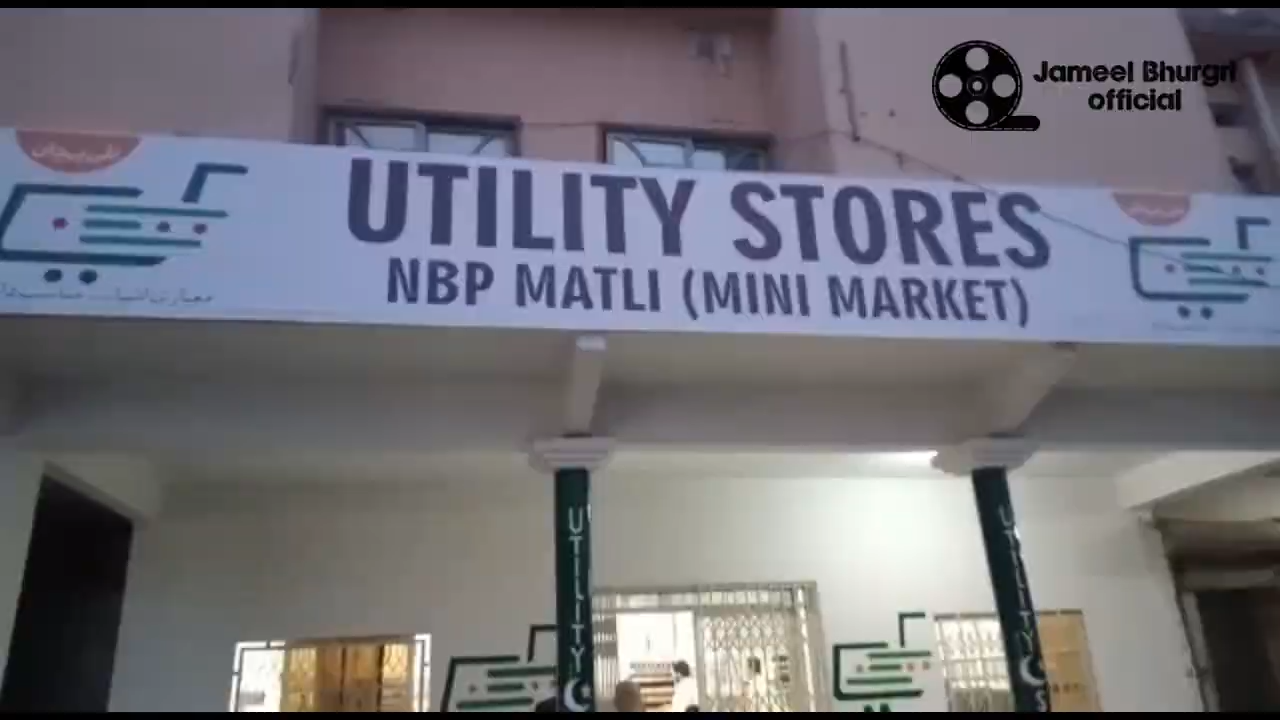 Jameel Bhurgri
official
UTILITY STORES
NBP MATLI (MINI MARKET)
UTILITY
UTILITY S